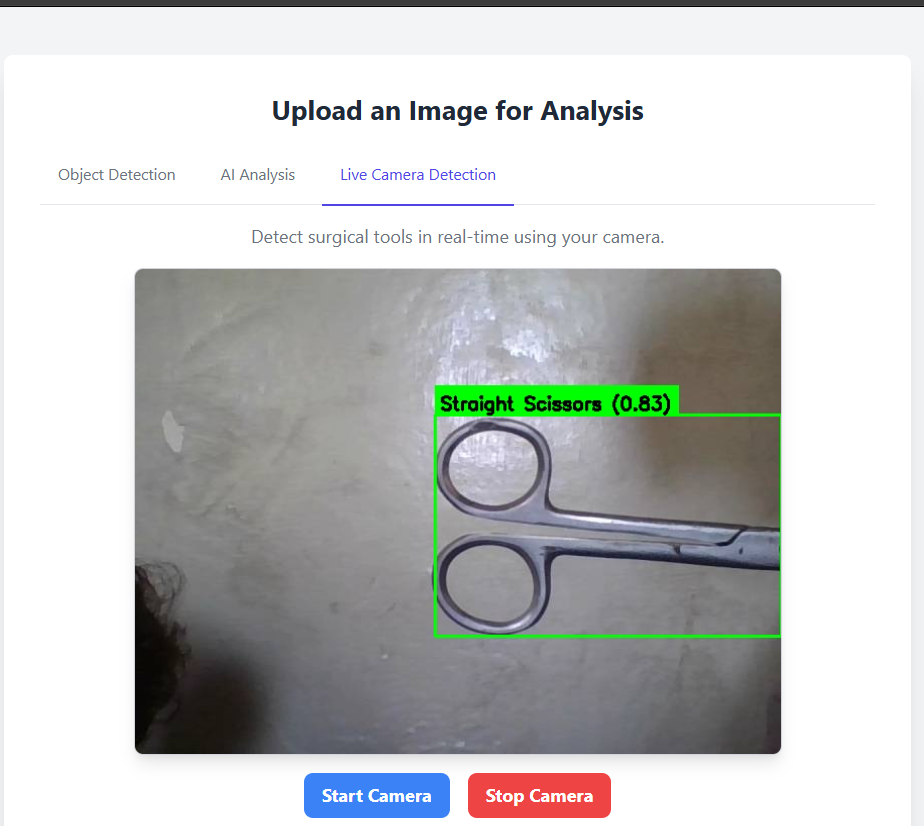 Upload an Image for Analysis
Object Detection AI Analysis Live Camera Detection
Detect surgical tools in real-time using your camera.
Straight Scissors (0.83)
Start Camera Stop Camera